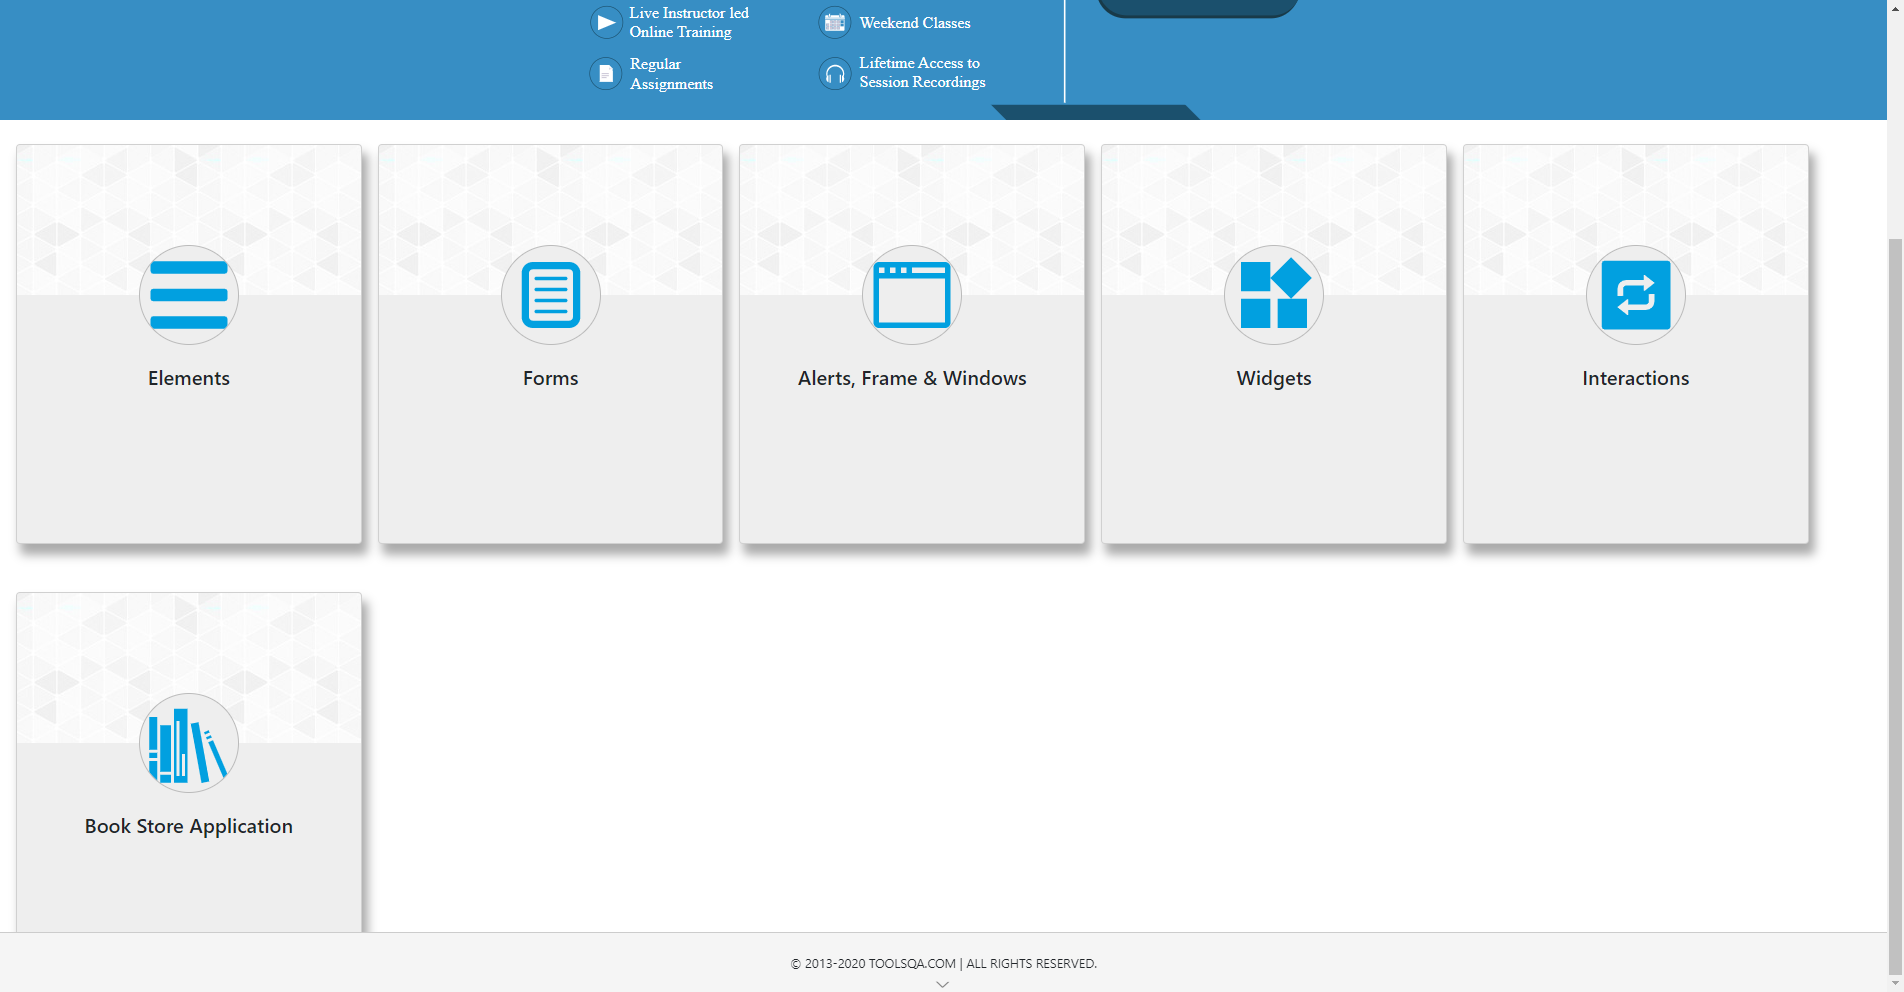 Live Instructor led
Online Training
Weekend Classes
Regular
Assignments
Lifetime Access to
Session Recordings
Elements
Forms
Alerts, Frame & Windows
Widgets
Interactions
Book Store Application
© 2013-2020 TOOLSQA.COM | ALL RIGHTS RESERVED.